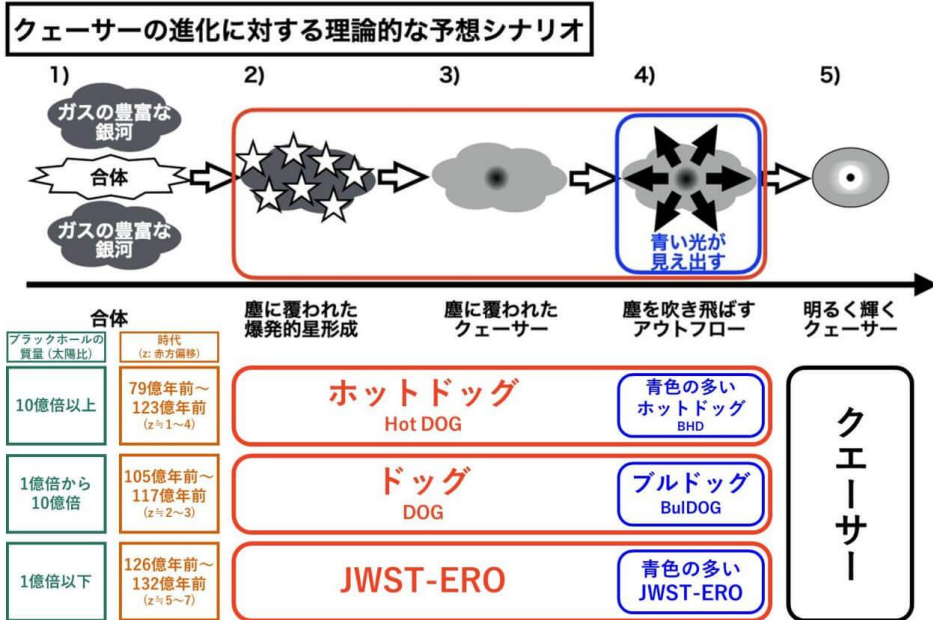 クェーサーの進化に対する理論的な予想シナリオ
1)
2)
3)
4)
5)
ガスの豊富な
銀河
合体
ガスの豊富な
銀河
青い光が
見え出す
合体
塵に覆われた
爆発的星形成
塵に覆われた
クェーサー
塵を吹き飛ばす
アウトフロー
明るく輝く
クェーサー
ブラックホールの
質量(太陽比)
時代
(z: 赤方偏移)
10億倍以上
79億年前〜
123億年前
(z≒1〜4)
ホットドッグ
Hot DOG
青色の多い
ホットドッグ
BHD
1億倍から
10億倍
105億年前〜
117億年前
(z≒2〜3)
ドッグ
DOG
ブルドッグ
BulDOG
1億倍以下
126億年前〜
132億年前
(z≒5〜7)
JWST-ERO
青色の多い
JWST-ERO
クエーサー